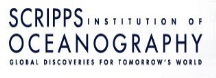 SCRIPPS INSTITUTION OF
OCEANOGRAPHY
GLOBAL DISCOVERIES FOR TOMORROW'S WORLD